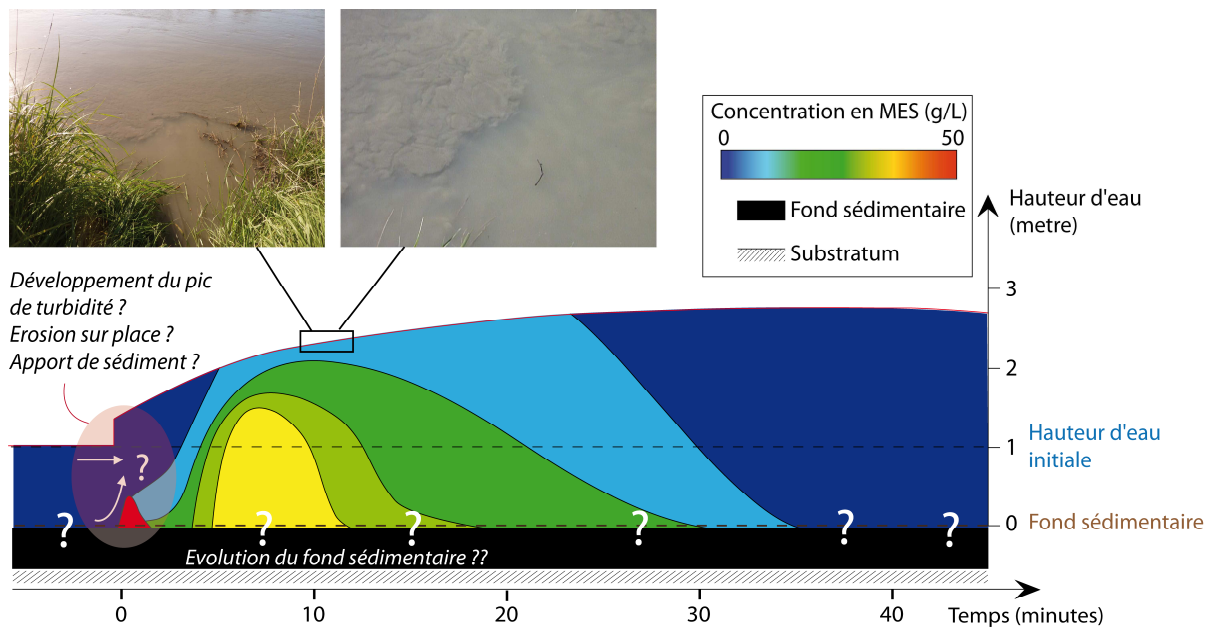 Concentration en MES (g/L)
0 50
Fond sédimentaire
Substratum
Hauteur d'eau
(metre)
Développement du pic
de turbidité ?
Erosion sur place ?
Apport de sédiment ?
3
2
1
0
Hauteur d'eau
initiale
Fond sédimentaire
?
? ? ? ? ? ?
Evolution du fond sédimentaire ??
0 10 20 30 40
Temps (minutes)